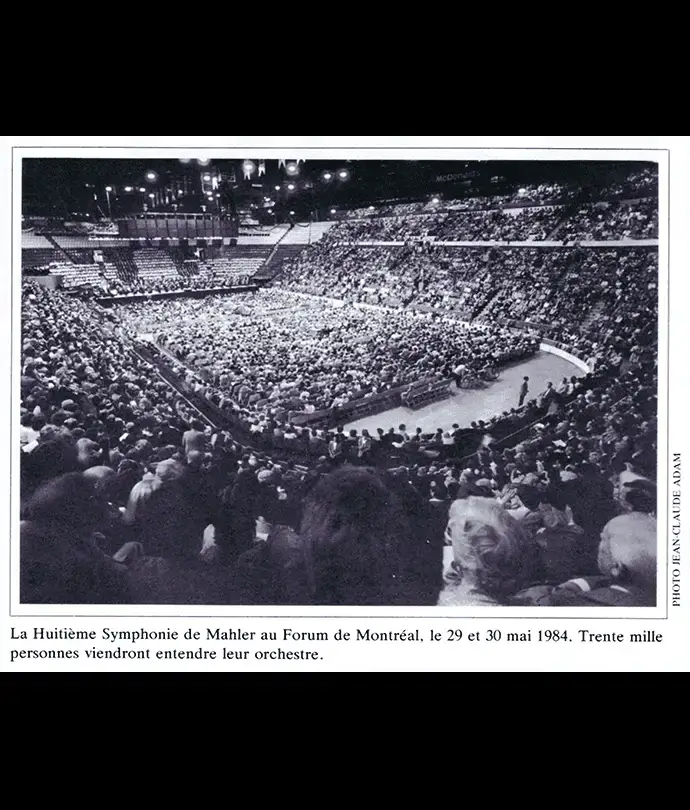 McDonald's
PHOTO JEAN-CLAUDE ADAM
La Huitième Symphonie de Mahler au Forum de Montréal, le 29 et 30 mai 1984. Trente mille
personnes viendront entendre leur orchestre.